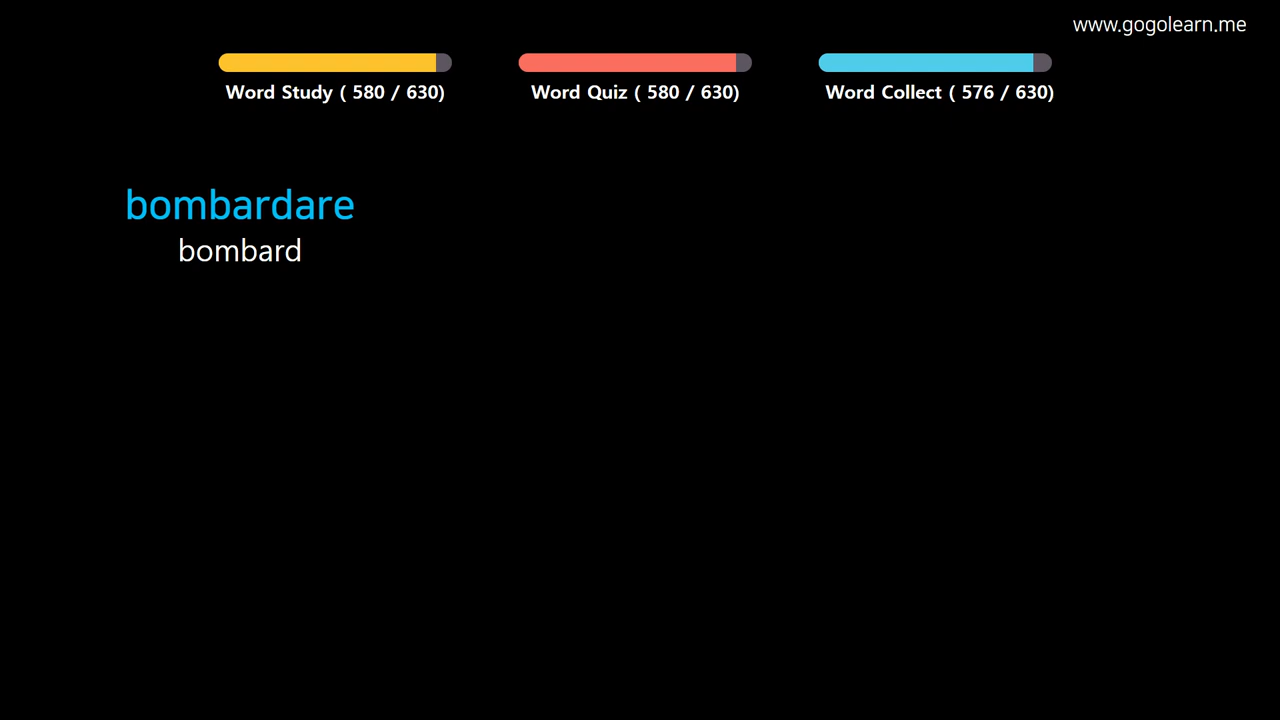 www.gogolearn.me
Word Study ( 580 / 630)
Word Quiz ( 580 / 630)
Word Collect ( 576 / 630)
bombardare
bombard